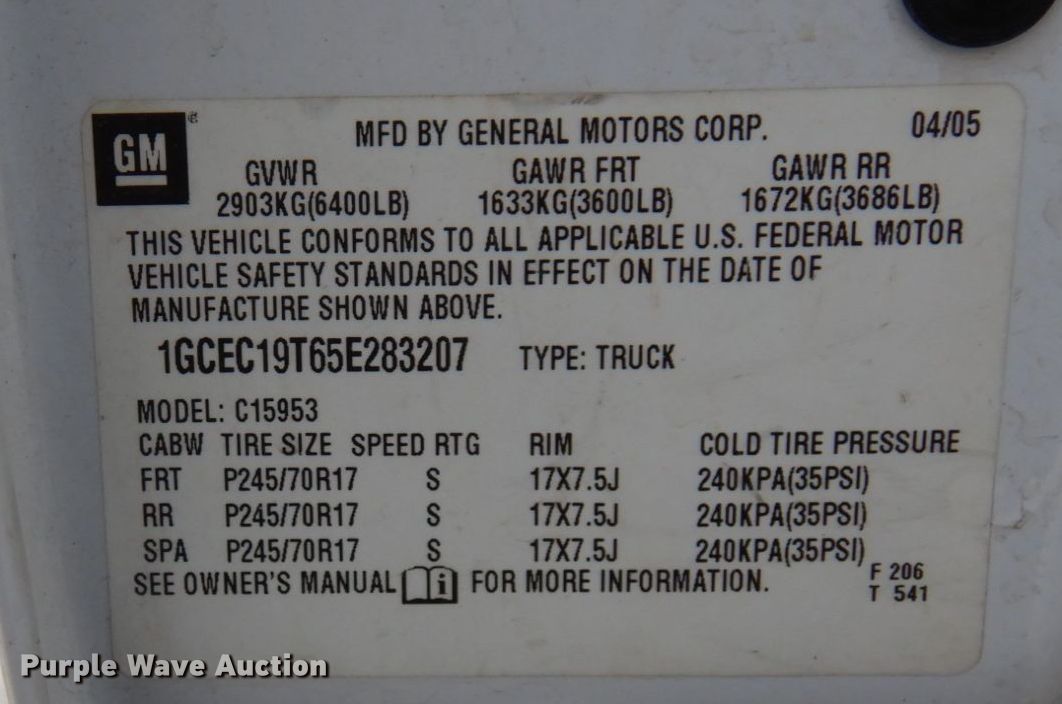 GM
MFD BY GENERAL MOTORS CORP. 04/05
GVWR GAWR FRT GAWR RR
2903KG(6400LB) 1633KG(3600LB) 1672KG(3686LB)
THIS VEHICLE CONFORMS TO ALL APPLICABLE U.S. FEDERAL MOTOR
VEHICLE SAFETY STANDARDS IN EFFECT ON THE DATE OF
MANUFACTURE SHOWN ABOVE.
1GCEC19T65E283207 TYPE: TRUCK
MODEL: C15953
CABW TIRE SIZE SPEED RTG RIM COLD TIRE PRESSURE
FRT P245/70R17 S 17X7.5J 240KPA(35PSI)
RR P245/70R17 S 17X7.5J 240KPA(35PSI)
SPA P245/70R17 S 17X7.5J 240KPA(35PSI)
SEE OWNER'S MANUAL i FOR MORE INFORMATION.
F 206
T 541
Purple Wave Auction